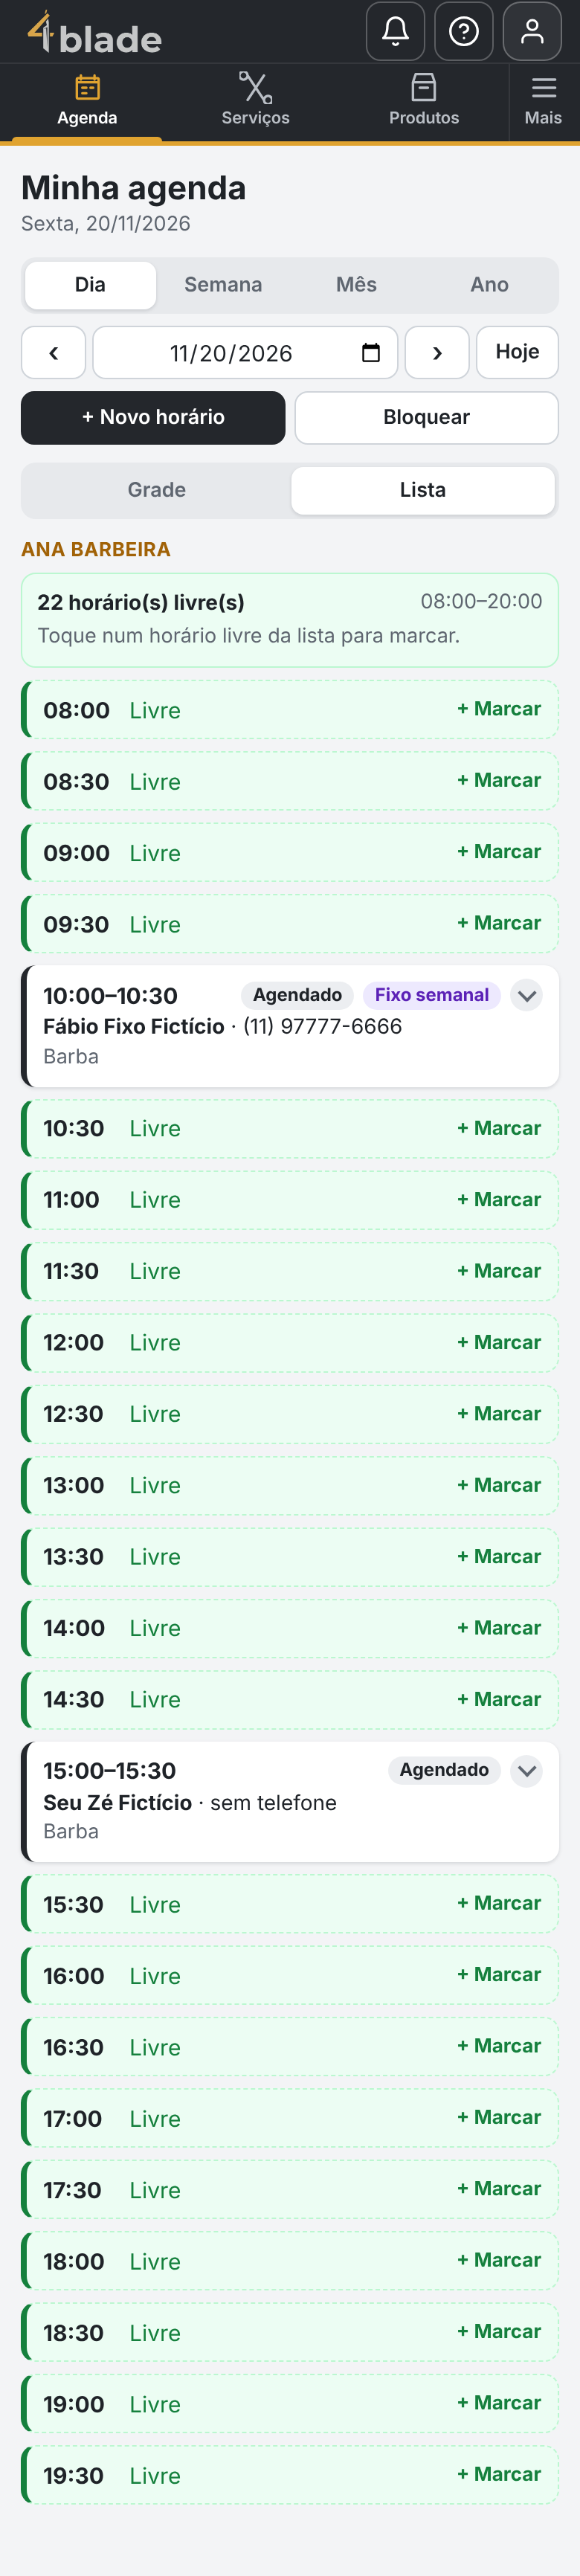 4blade
Agenda
Serviços
Produtos
Mais
Minha agenda
Sexta, 20/11/2026
Dia
Semana
Mês
Ano
‹
11/20/2026
›
Hoje
+ Novo horário
Bloquear
Grade
Lista
ANA BARBEIRA
22 horário(s) livre(s) 08:00–20:00
Toque num horário livre da lista para marcar.
08:00 Livre + Marcar
08:30 Livre + Marcar
09:00 Livre + Marcar
09:30 Livre + Marcar
10:00–10:30 Agendado Fixo semanal
Fábio Fixo Fictício · (11) 97777-6666
Barba
10:30 Livre + Marcar
11:00 Livre + Marcar
11:30 Livre + Marcar
12:00 Livre + Marcar
12:30 Livre + Marcar
13:00 Livre + Marcar
13:30 Livre + Marcar
14:00 Livre + Marcar
14:30 Livre + Marcar
15:00–15:30 Agendado
Seu Zé Fictício · sem telefone
Barba
15:30 Livre + Marcar
16:00 Livre + Marcar
16:30 Livre + Marcar
17:00 Livre + Marcar
17:30 Livre + Marcar
18:00 Livre + Marcar
18:30 Livre + Marcar
19:00 Livre + Marcar
19:30 Livre + Marcar